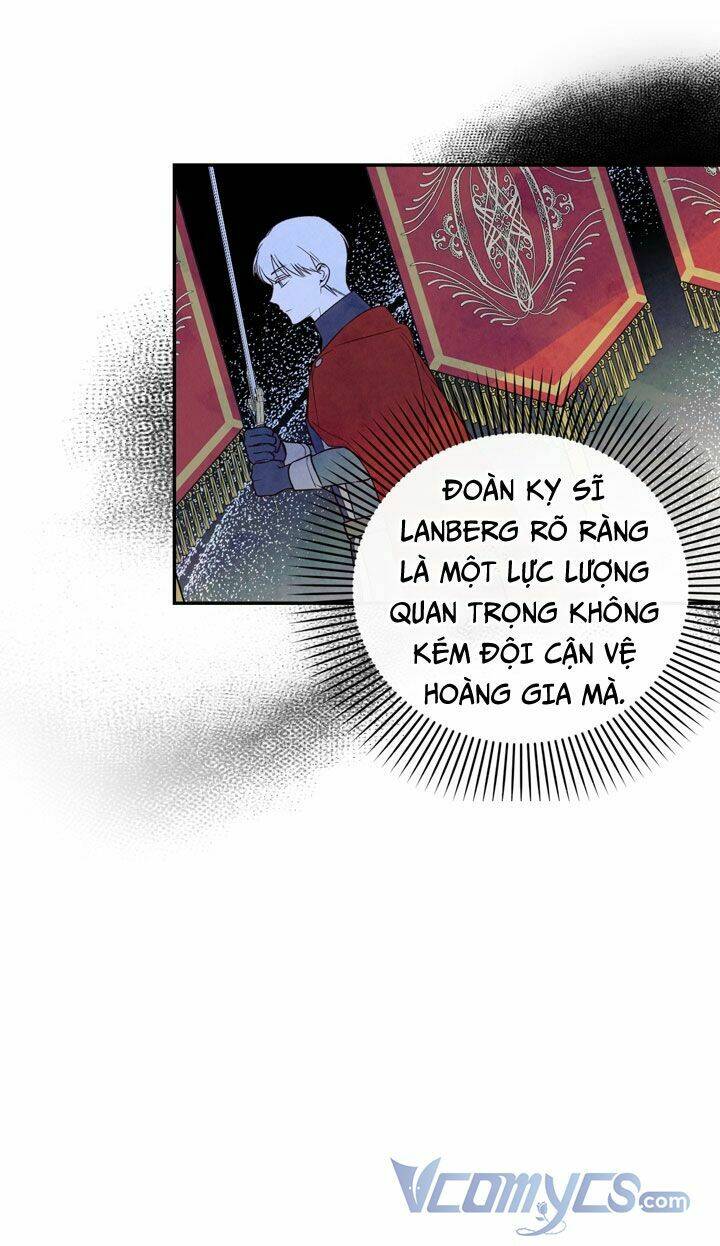 ĐOÀN KỴ SĨ
LANBERG RÕ RÀNG
LÀ MỘT LỰC LƯỢNG
QUAN TRỌNG KHÔNG
KÉM ĐỘI CẬN VỆ
HOÀNG GIA MÀ.
VCOMYCS.com